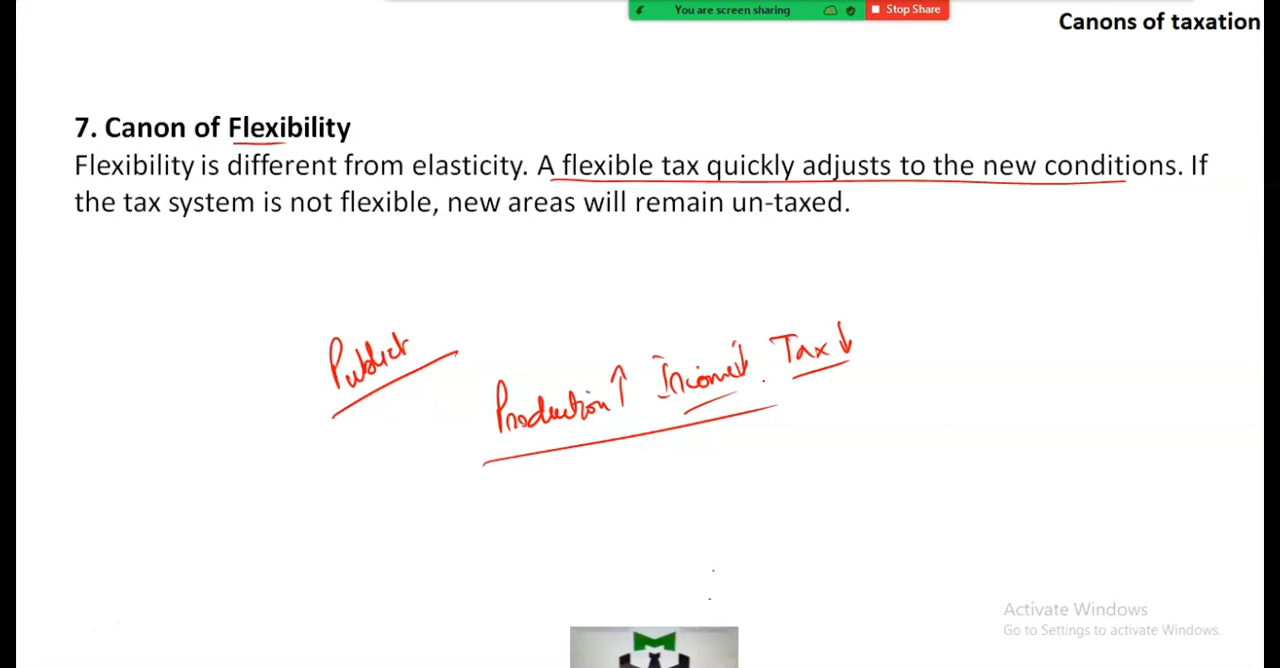 You are screen sharing Stop Share
Canons of taxation
7. Canon of Flexibility
Flexibility is different from elasticity. A flexible tax quickly adjusts to the new conditions. If
the tax system is not flexible, new areas will remain un-taxed.
Public
Production↑ Income↓. Tax↓
Activate Windows
Go to Settings to activate Windows.